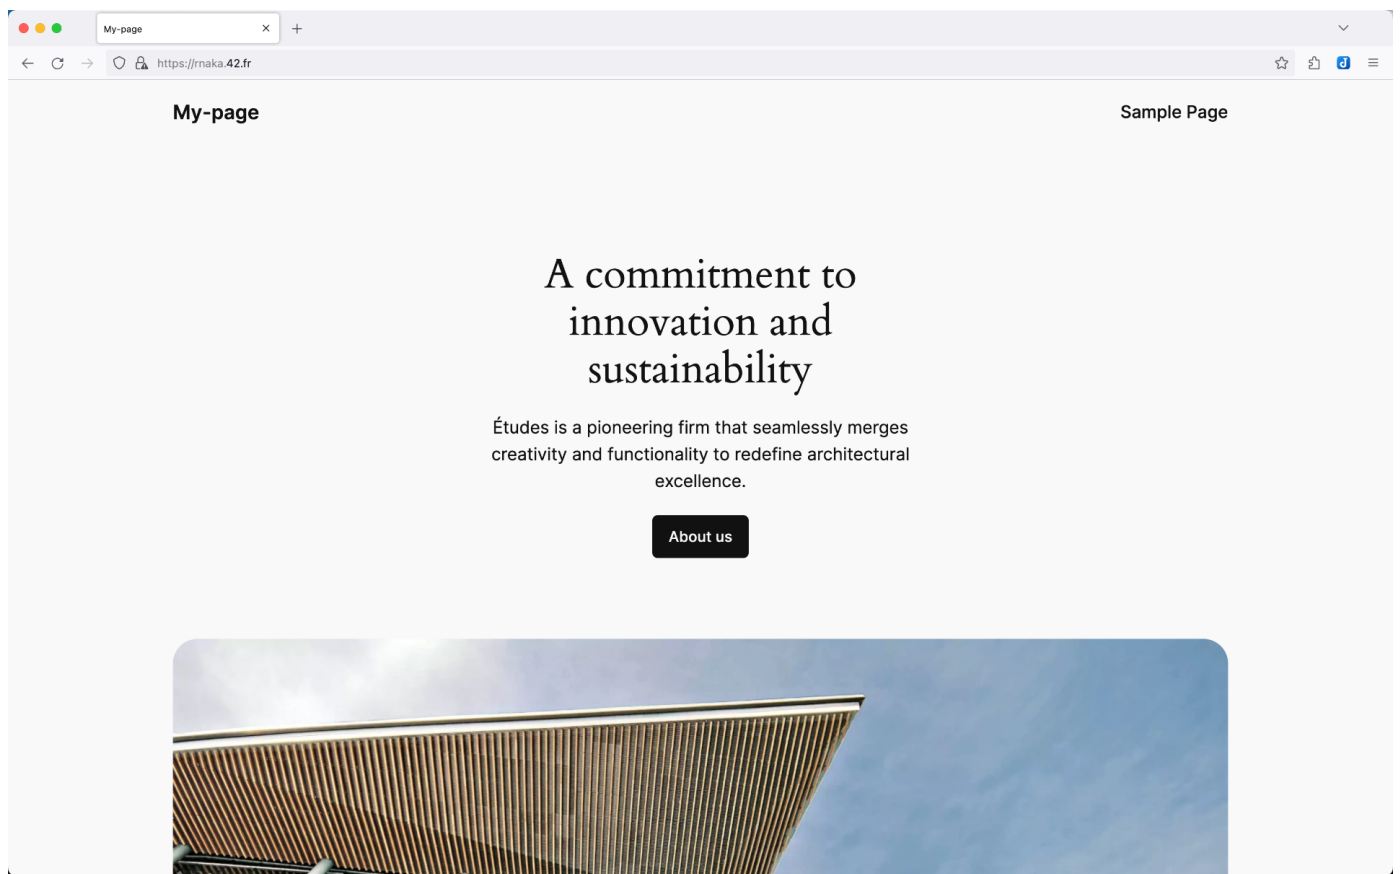 My-page
https://rnaka.42.fr
My-page
Sample Page
A commitment to
innovation and
sustainability
Études is a pioneering firm that seamlessly merges
creativity and functionality to redefine architectural
excellence.
About us